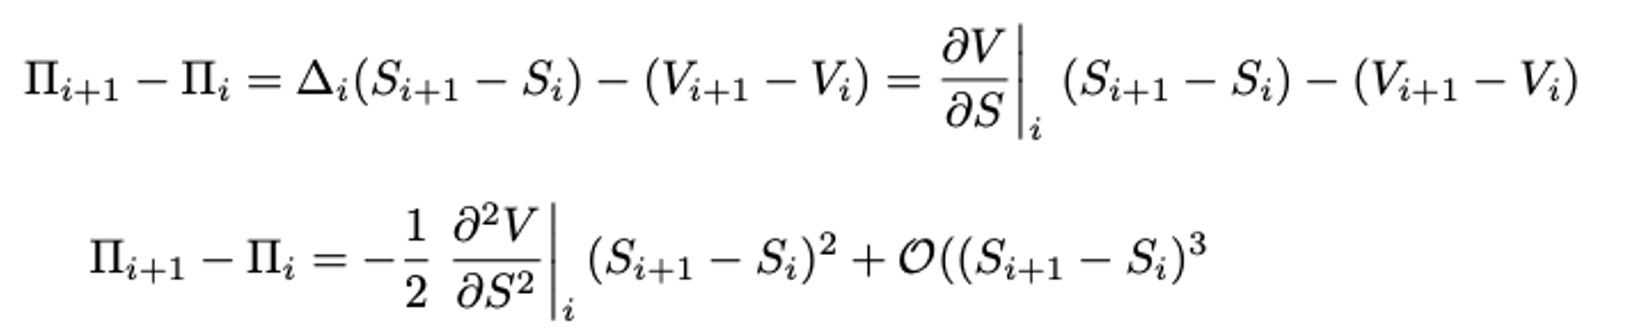 Πᵢ₊₁ − Πᵢ = Δᵢ(Sᵢ₊₁ − Sᵢ) − (Vᵢ₊₁ − Vᵢ) = ∂V/∂S|ᵢ (Sᵢ₊₁ − Sᵢ) − (Vᵢ₊₁ − Vᵢ)
Πᵢ₊₁ − Πᵢ = −1/2 ∂²V/∂S²|ᵢ (Sᵢ₊₁ − Sᵢ)² + 𝒪((Sᵢ₊₁ − Sᵢ)³